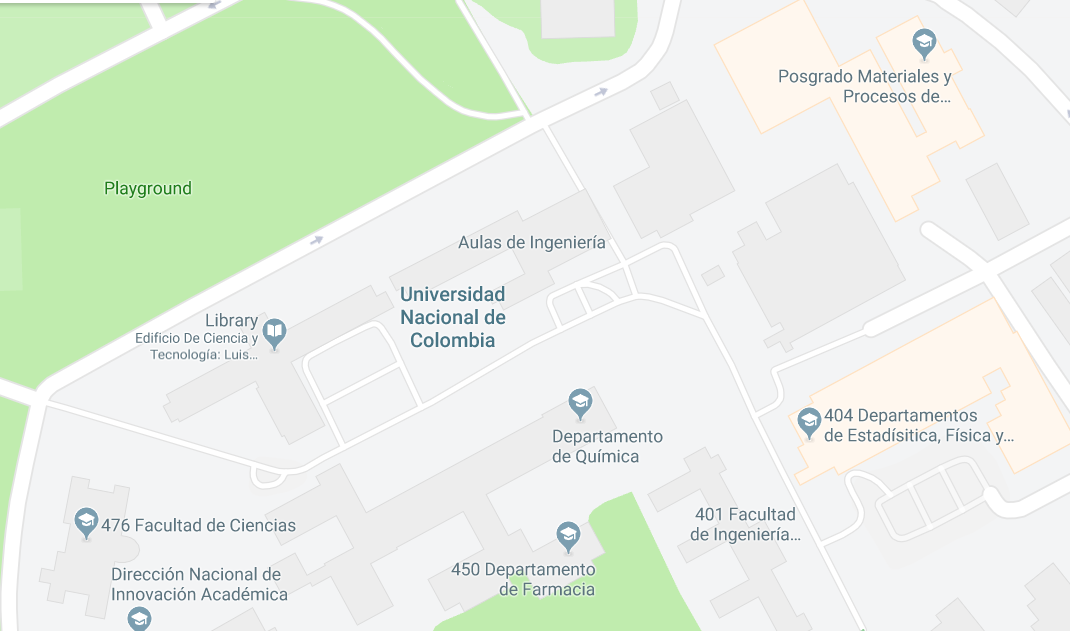 Posgrado Materiales y
Procesos de...
Playground
Aulas de Ingeniería
Universidad
Nacional de
Colombia
Library
Edificio De Ciencia y
Tecnología: Luis...
404 Departamentos
de Estadísitica, Física y...
Departamento
de Química
476 Facultad de Ciencias
401 Facultad
de Ingeniería...
450 Departamento
de Farmacia
Dirección Nacional de
Innovación Académica